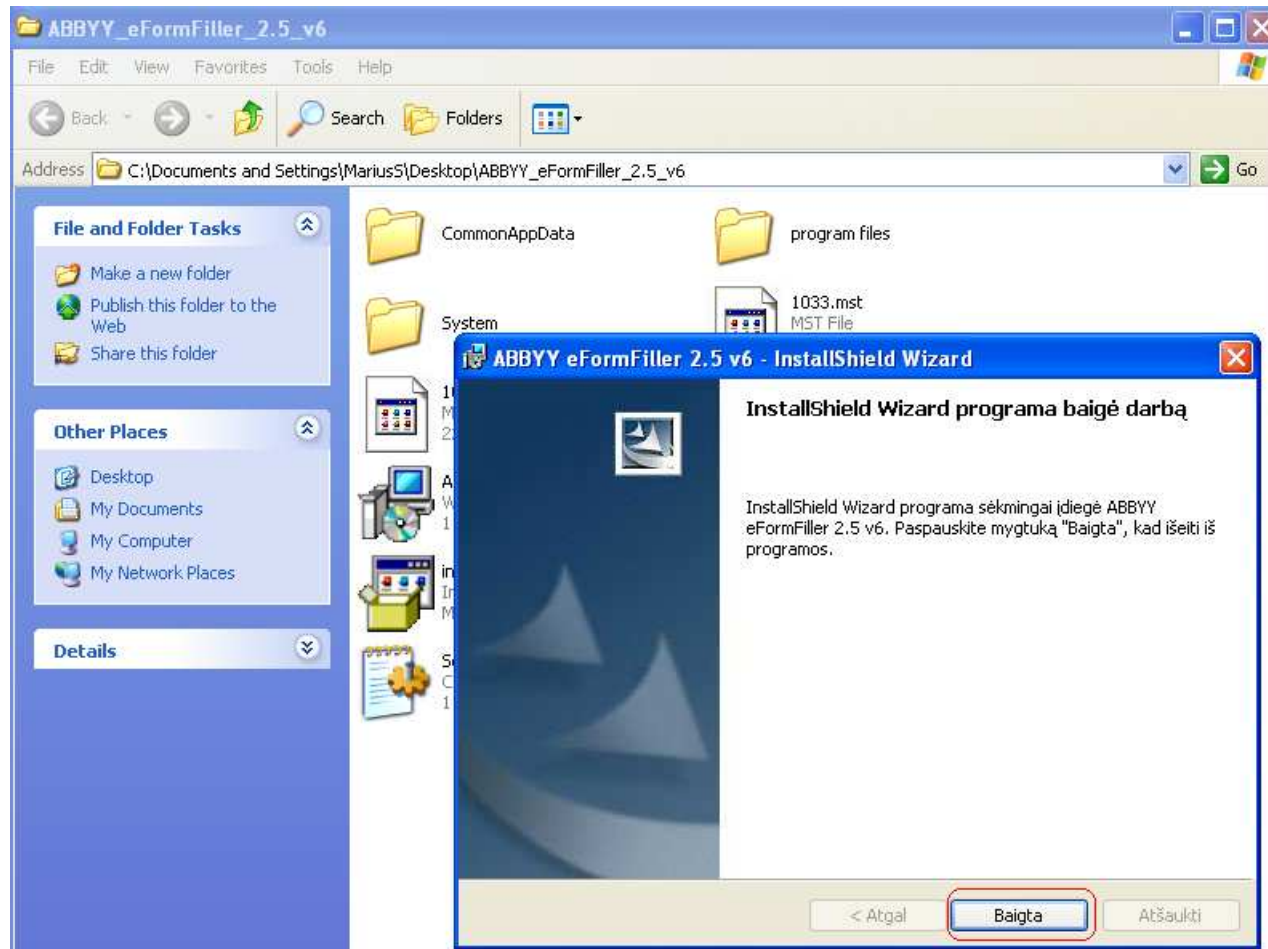 ABBYY_eFormFiller_2.5_v6
File Edit View Favorites Tools Help
Back Search Folders
Address C:\Documents and Settings\MariusS\Desktop\ABBYY_eFormFiller_2.5_v6 Go
File and Folder Tasks
Make a new folder
Publish this folder to the
Web
Share this folder
Other Places
Desktop
My Documents
My Computer
My Network Places
Details
CommonAppData
program files
System
1033.mst
MST File
ABBYY eFormFiller 2.5 v6 - InstallShield Wizard
InstallShield Wizard programa baigė darbą
InstallShield Wizard programa sėkmingai įdiegė ABBYY
eFormFiller 2.5 v6. Paspauskite mygtuką "Baigta", kad išeiti iš
programos.
< Atgal Baigta Atšaukti